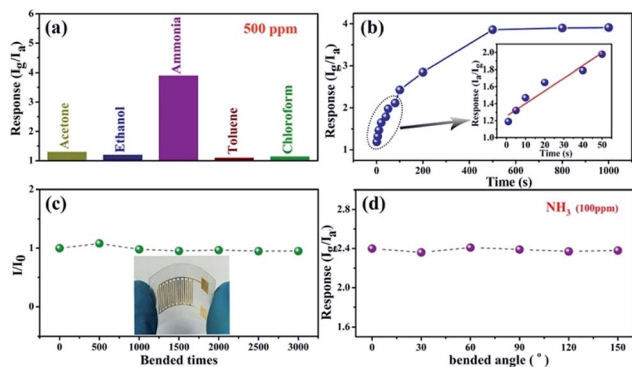 (a)
500 ppm
Response (Ig/Ia)
6
5
4
3
2
1
Acetone
Ethanol
Ammonia
Toluene
Chloroform
(b)
Response (Ig/Ia)
4
3
2
1
0 200 400 600 800 1000
Time (s)
Response (Ia/Ig)
2.0
1.8
1.6
1.4
1.2
1.0
0 10 20 30 40 50
Time (s)
(c)
I/I0
2
1
0
0 500 1000 1500 2000 2500 3000
Bended times
(d)
NH3 (100ppm)
Response (Ig/Ia)
2.8
2.4
2.0
1.6
0 30 60 90 120 150
bended angle (°)